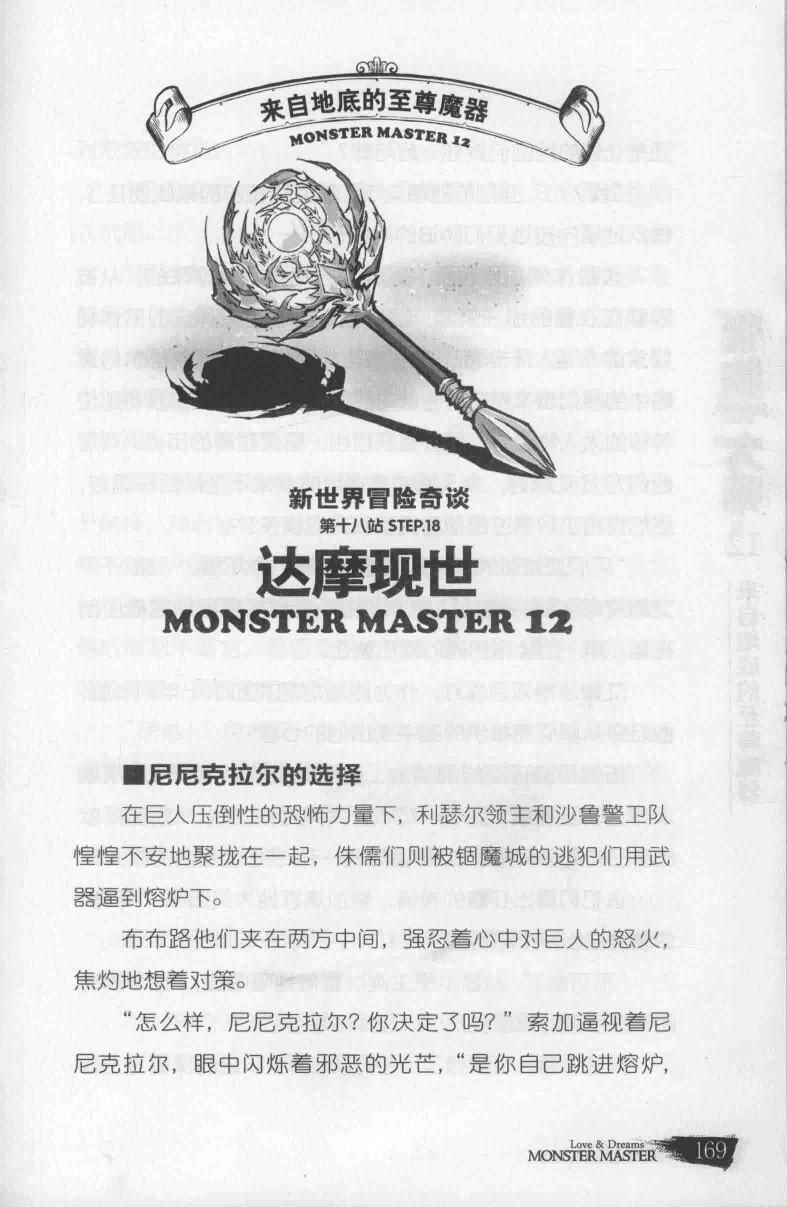 来自地底的至尊魔器
MONSTER MASTER 12
新世界冒险奇谈
第十八站 STEP.18
达摩现世
MONSTER MASTER 12
■尼尼克拉尔的选择
在巨人压倒性的恐怖力量下，利瑟尔领主和沙鲁警卫队
惶惶不安地聚拢在一起，侏儒们则被锢魔城的逃犯们用武
器逼到熔炉下。
布布路他们夹在两方中间，强忍着心中对巨人的怒火，
焦灼地想着对策。
“怎么样，尼尼克拉尔？你决定了吗？”索加逼视着尼
尼克拉尔，眼中闪烁着邪恶的光芒，“是你自己跳进熔炉，
Love & Dreams
MONSTER MASTER 169